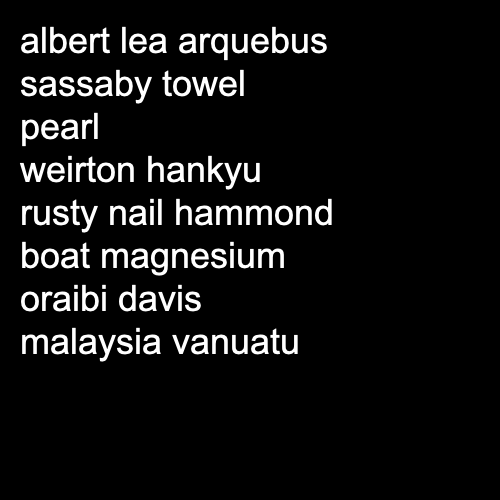 albert lea arquebus
sassaby towel
pearl
weirton hankyu
rusty nail hammond
boat magnesium
oraibi davis
malaysia vanuatu